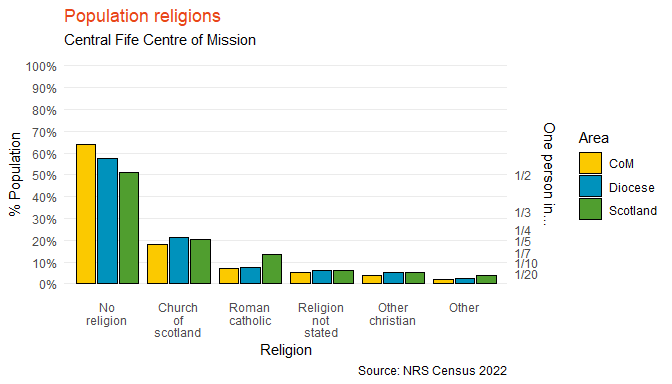 Population religions
Central Fife Centre of Mission
% Population
100%
90%
80%
70%
60%
50%
40%
30%
20%
10%
0%
1/2
1/3
1/4
1/5
1/7
1/10
1/20
One person in...
Area
CoM
Diocese
Scotland
No
religion
Church
of
scotland
Roman
catholic
Religion
not
stated
Other
christian
Other
Religion
Source: NRS Census 2022